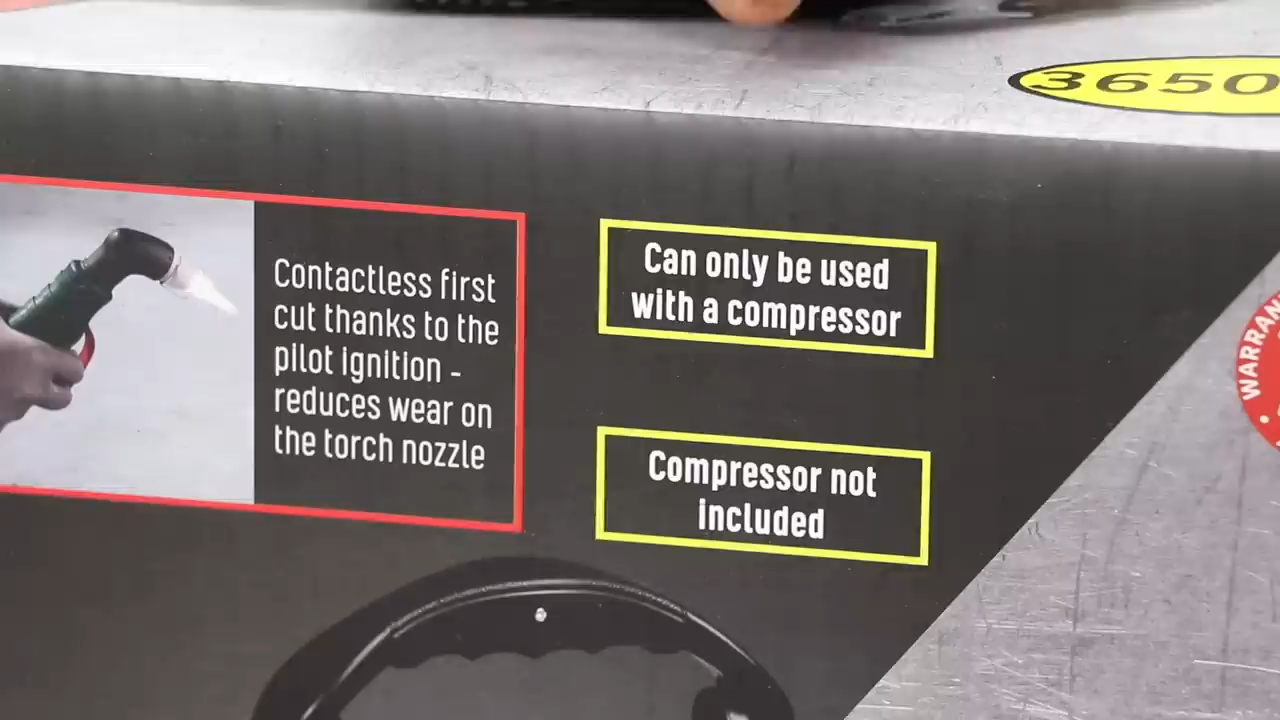 3650
Contactless first
cut thanks to the
pilot ignition -
reduces wear on
the torch nozzle
Can only be used
with a compressor
Compressor not
included